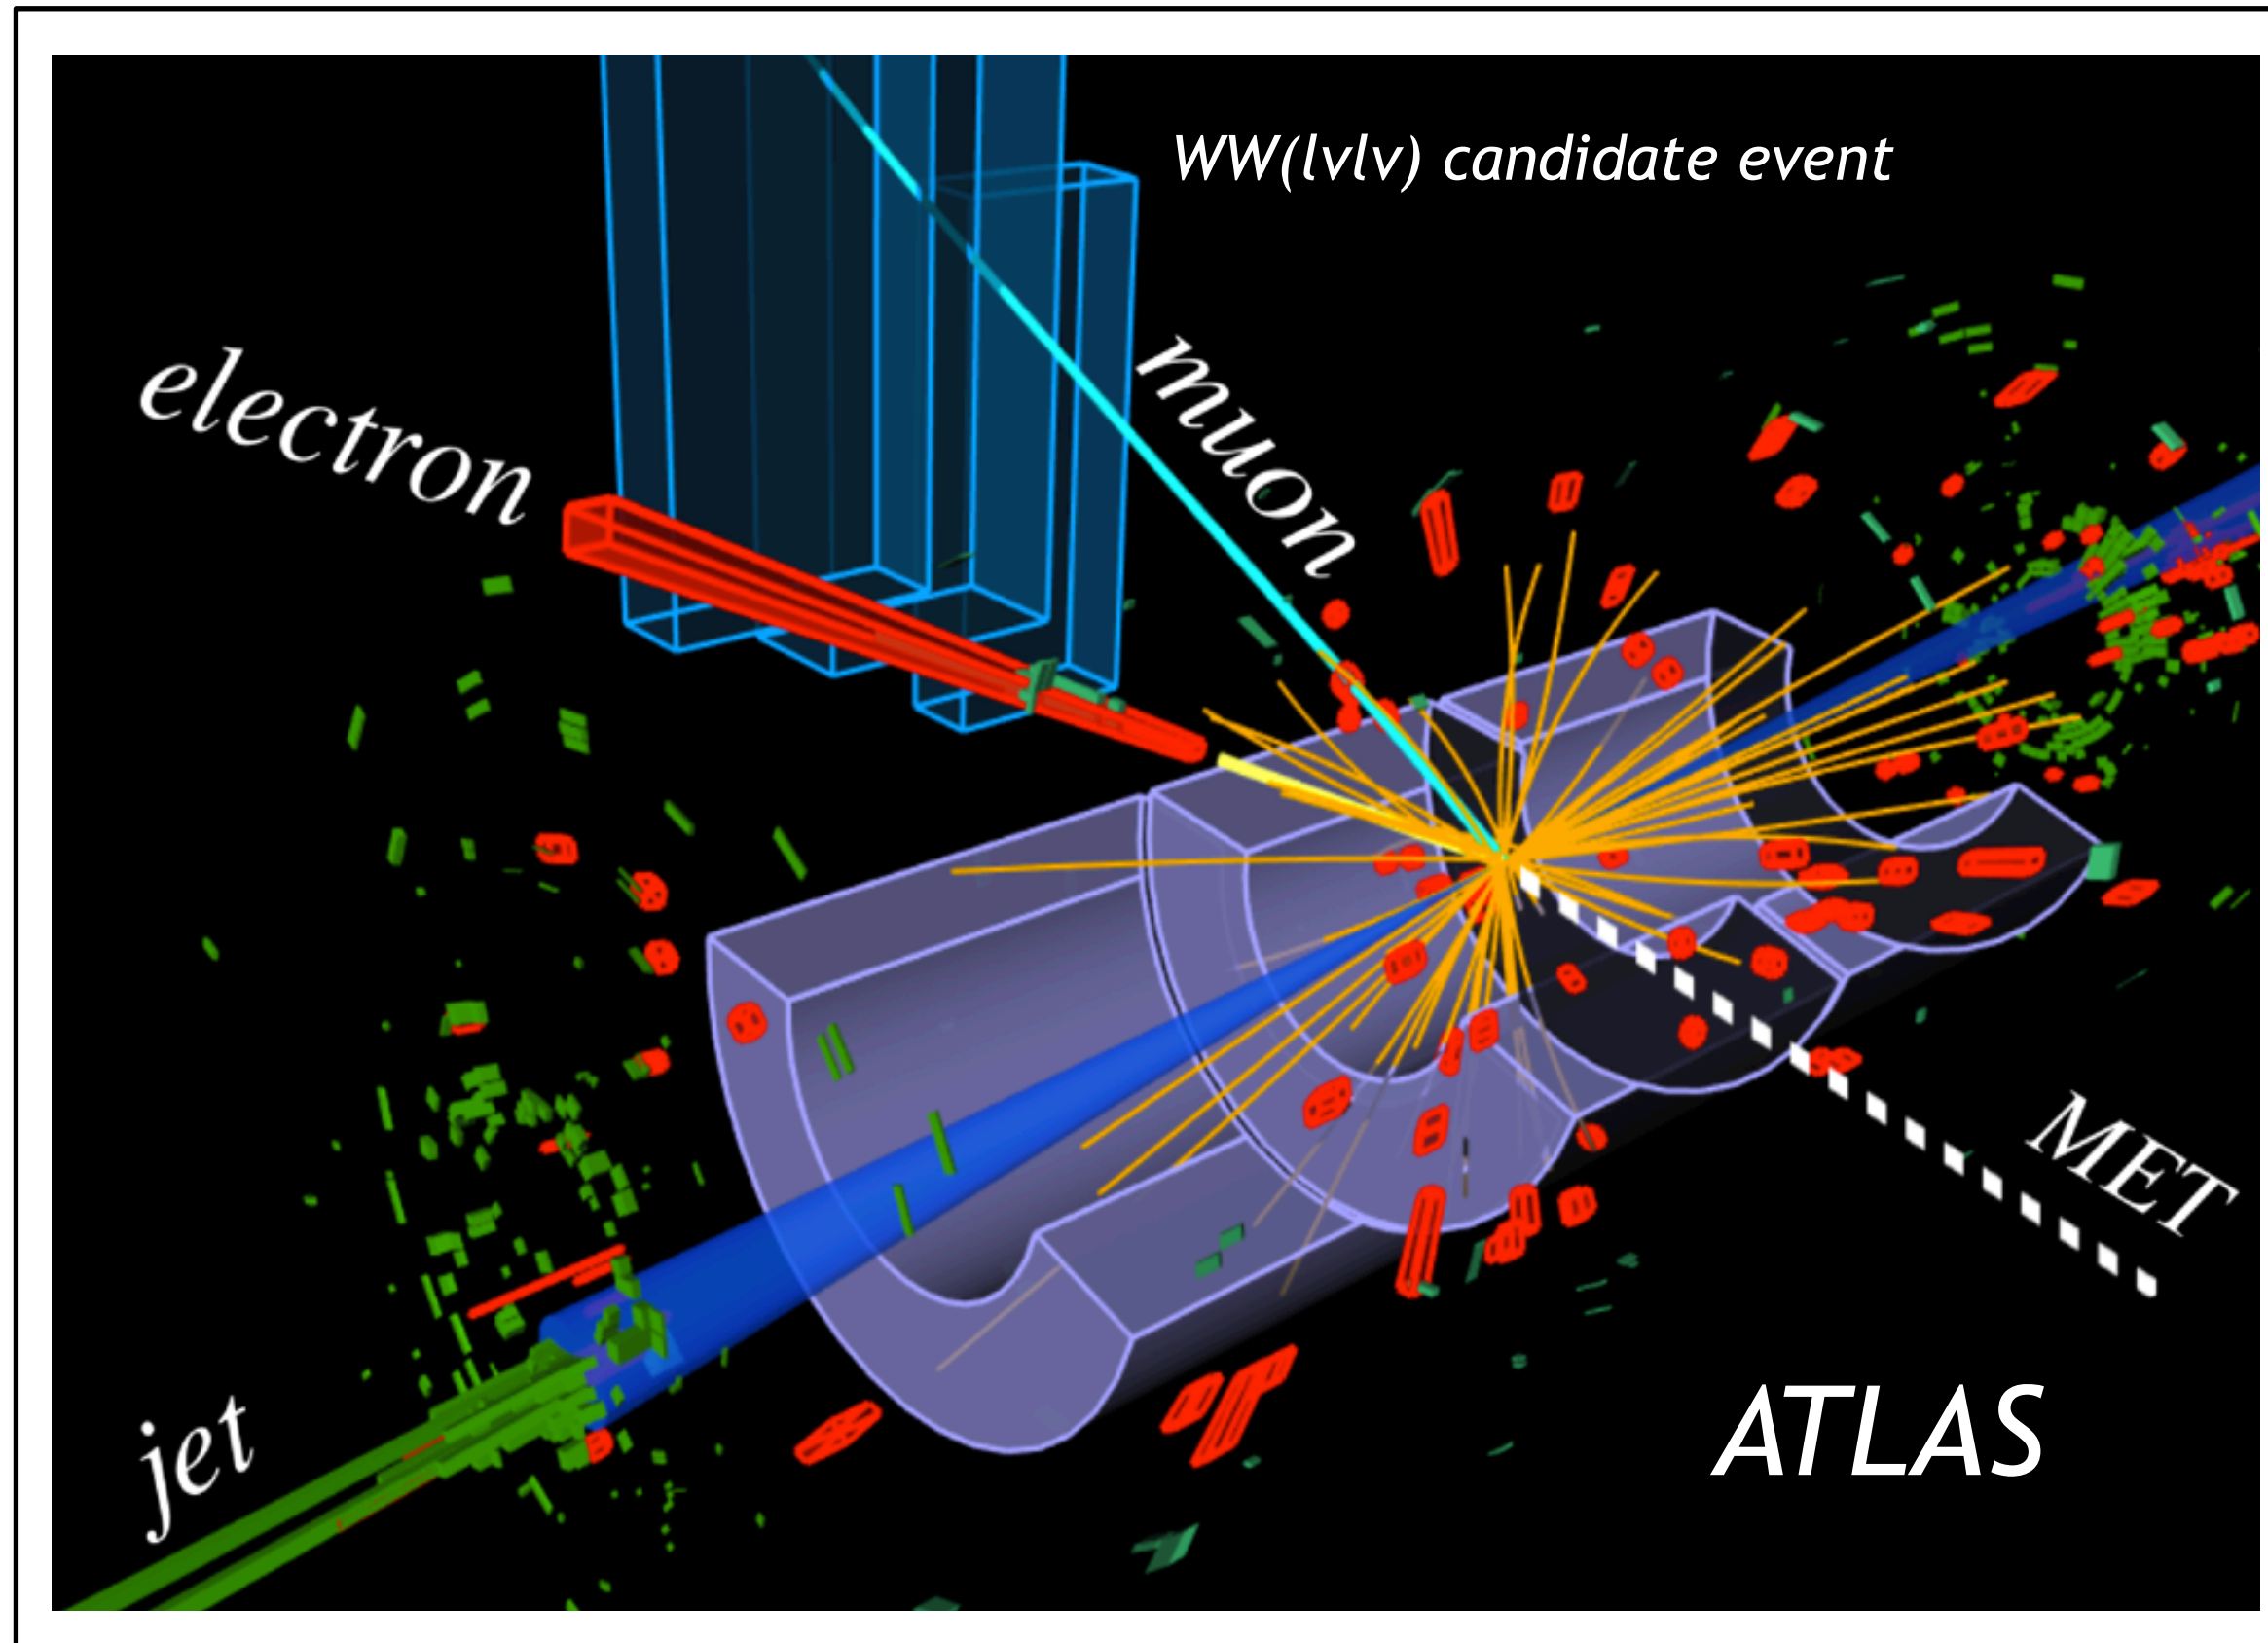 WW(lvlv) candidate event
electron
muon
MET
jet
ATLAS